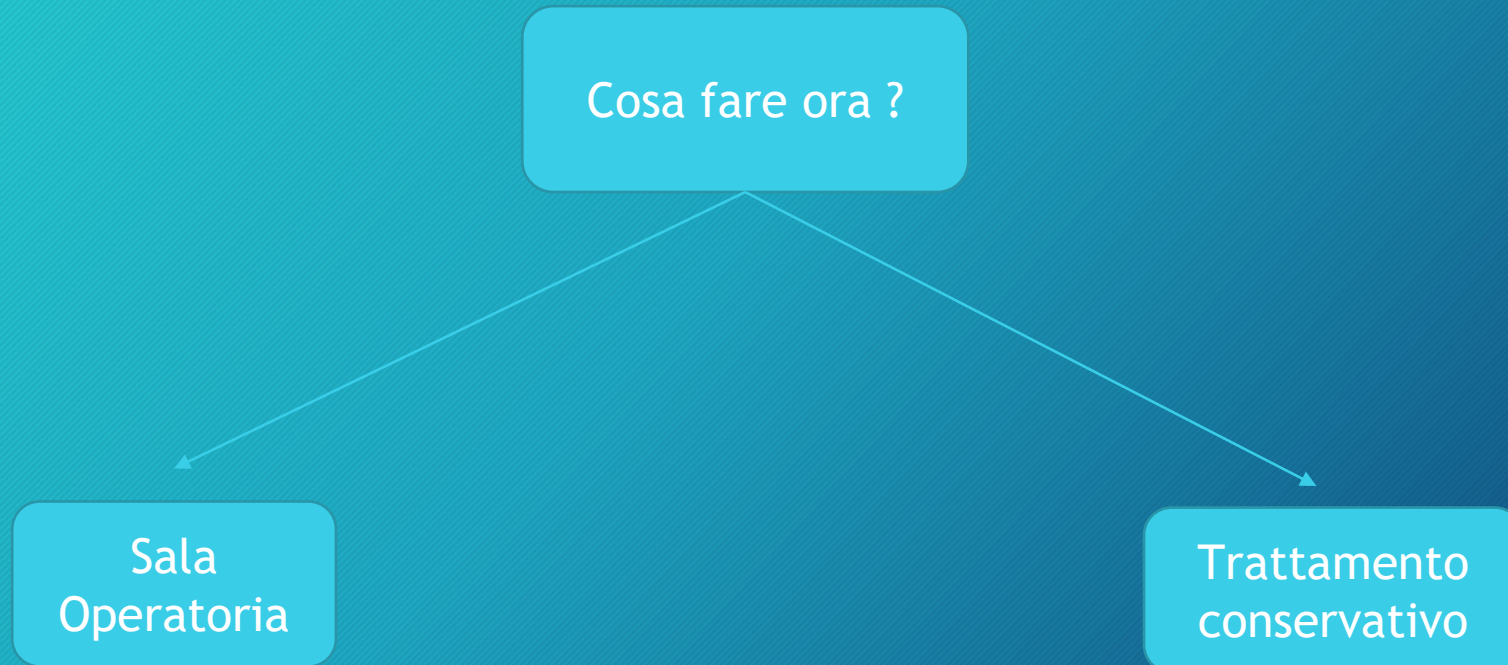 Cosa fare ora ?
Sala
Operatoria
Trattamento
conservativo